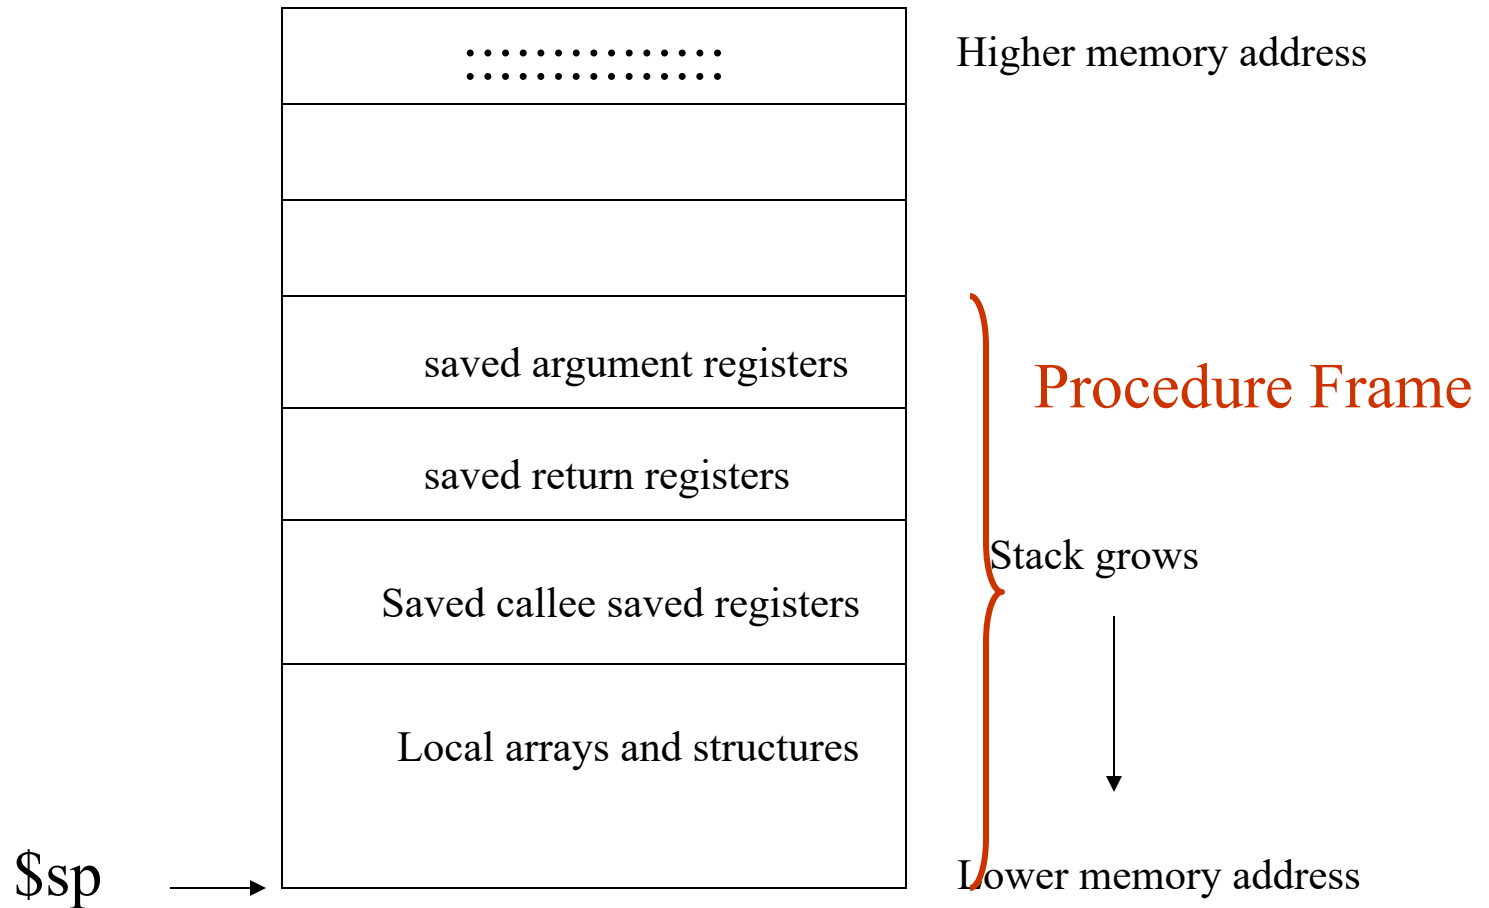 Higher memory address
saved argument registers
Procedure Frame
saved return registers
Stack grows
Saved callee saved registers
Local arrays and structures
$sp
Lower memory address